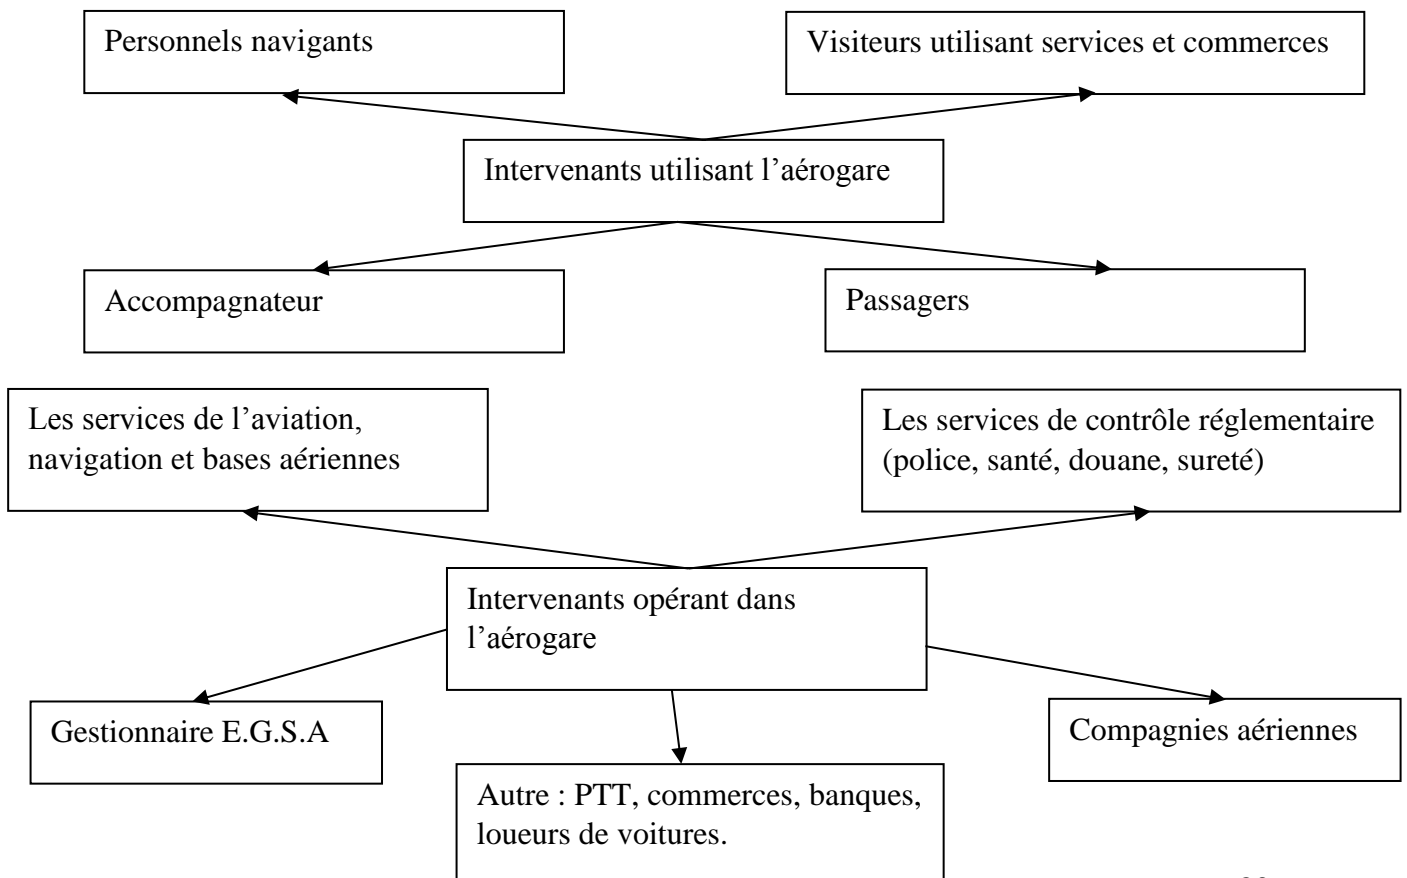 Personnels navigants
Visiteurs utilisant services et commerces
Intervenants utilisant l’aérogare
Accompagnateur
Passagers
Les services de l’aviation,
navigation et bases aériennes
Les services de contrôle réglementaire
(police, santé, douane, sureté)
Intervenants opérant dans
l’aérogare
Gestionnaire E.G.S.A
Compagnies aériennes
Autre : PTT, commerces, banques,
loueurs de voitures.